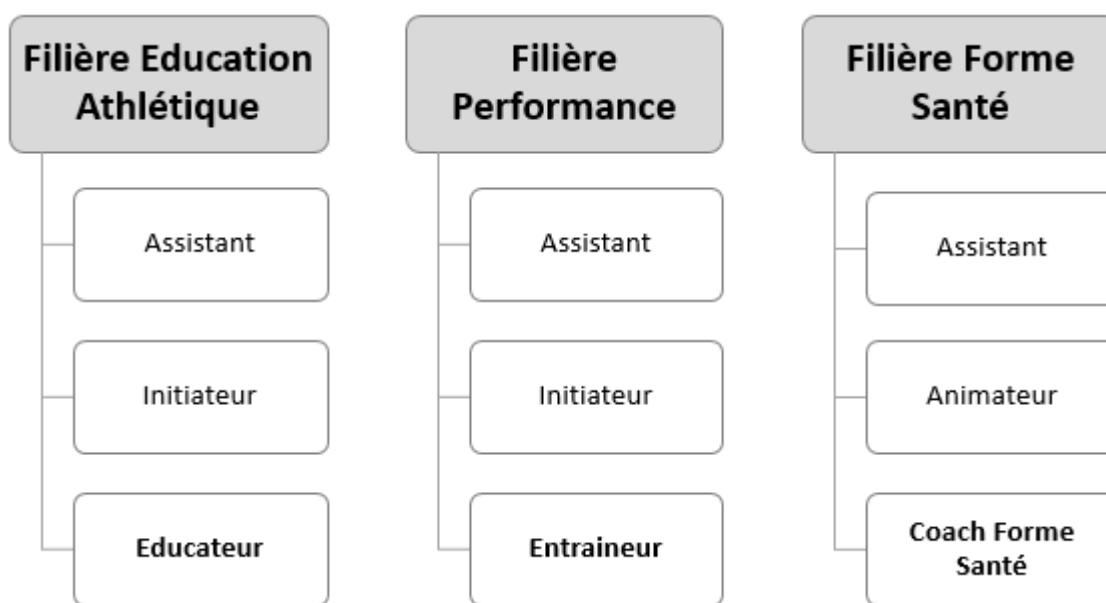 Filière Education
Athlétique
Assistant
Initiateur
Educateur
Filière
Performance
Assistant
Initiateur
Entraineur
Filière Forme
Santé
Assistant
Animateur
Coach Forme
Santé